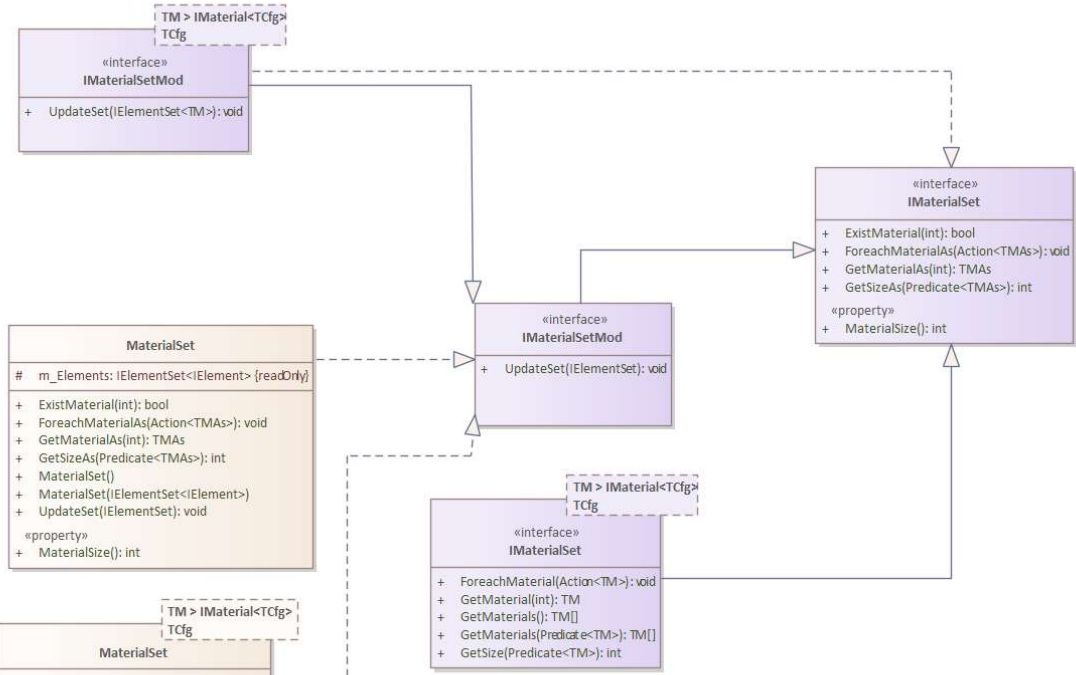 TM > IMaterial<TCfg>
TCfg
«interface»
IMaterialSetMod
+ UpdateSet(IElementSet<TM>): void
«interface»
IMaterialSet
+ ExistMaterial(int): bool
+ ForeachMaterialAs(Action<TMAs>): void
+ GetMaterialAs(int): TMAs
+ GetSizeAs(Predicate<TMAs>): int
«property»
+ MaterialSize(): int
«interface»
IMaterialSetMod
+ UpdateSet(IElementSet): void
MaterialSet
# m_Elements: IElementSet<IElement> {readOnly}
+ ExistMaterial(int): bool
+ ForeachMaterialAs(Action<TMAs>): void
+ GetMaterialAs(int): TMAs
+ GetSizeAs(Predicate<TMAs>): int
+ MaterialSet()
+ MaterialSet(IElementSet<IElement>)
+ UpdateSet(IElementSet): void
«property»
+ MaterialSize(): int
TM > IMaterial<TCfg>
TCfg
«interface»
IMaterialSet
+ ForeachMaterial(Action<TM>): void
+ GetMaterial(int): TM
+ GetMaterials(): TM[]
+ GetMaterials(Predicate<TM>): TM[]
+ GetSize(Predicate<TM>): int
TM > IMaterial<TCfg>
TCfg
MaterialSet